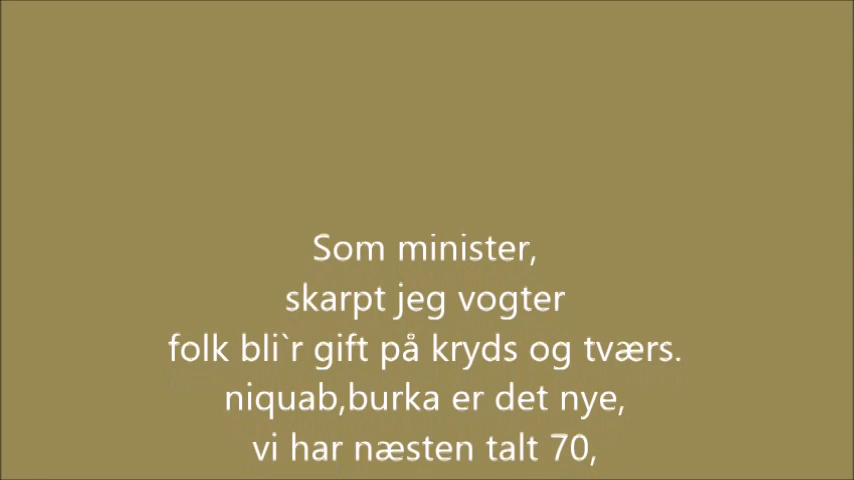 Som minister,
skarpt jeg vogter
folk bli`r gift på kryds og tværs.
niquab,burka er det nye,
vi har næsten talt 70,